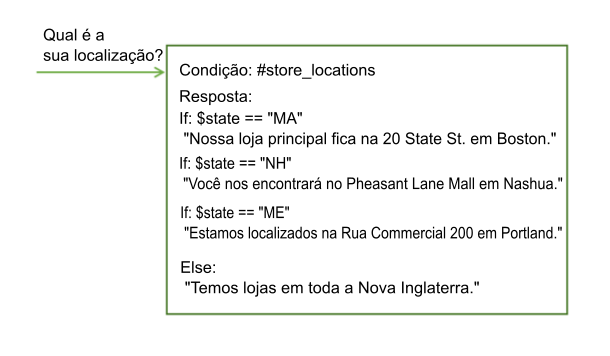 Qual é a
sua localização?
Condição: #store_locations
Resposta:
If: $state == "MA"
"Nossa loja principal fica na 20 State St. em Boston."
If: $state == "NH"
"Você nos encontrará no Pheasant Lane Mall em Nashua."
If: $state == "ME"
"Estamos localizados na Rua Commercial 200 em Portland."
Else:
"Temos lojas em toda a Nova Inglaterra."